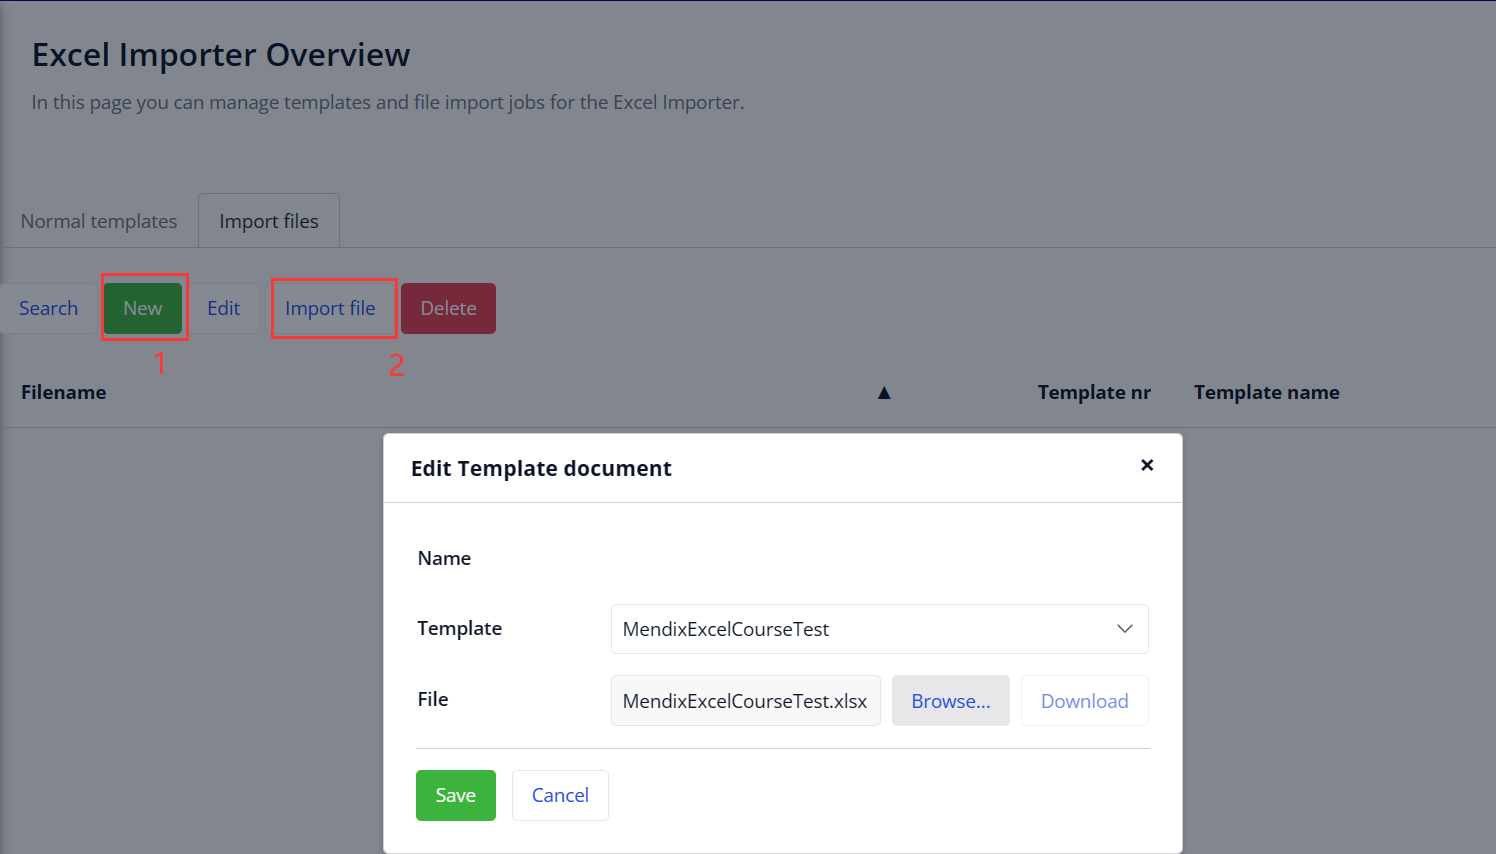 Excel Importer Overview
In this page you can manage templates and file import jobs for the Excel Importer.
Normal templates Import files
Search New Edit Import file Delete
1 2
Filename ▲ Template nr Template name
Edit Template document ×
Name
Template MendixExcelCourseTest
File MendixExcelCourseTest.xlsx Browse... Download
Save Cancel